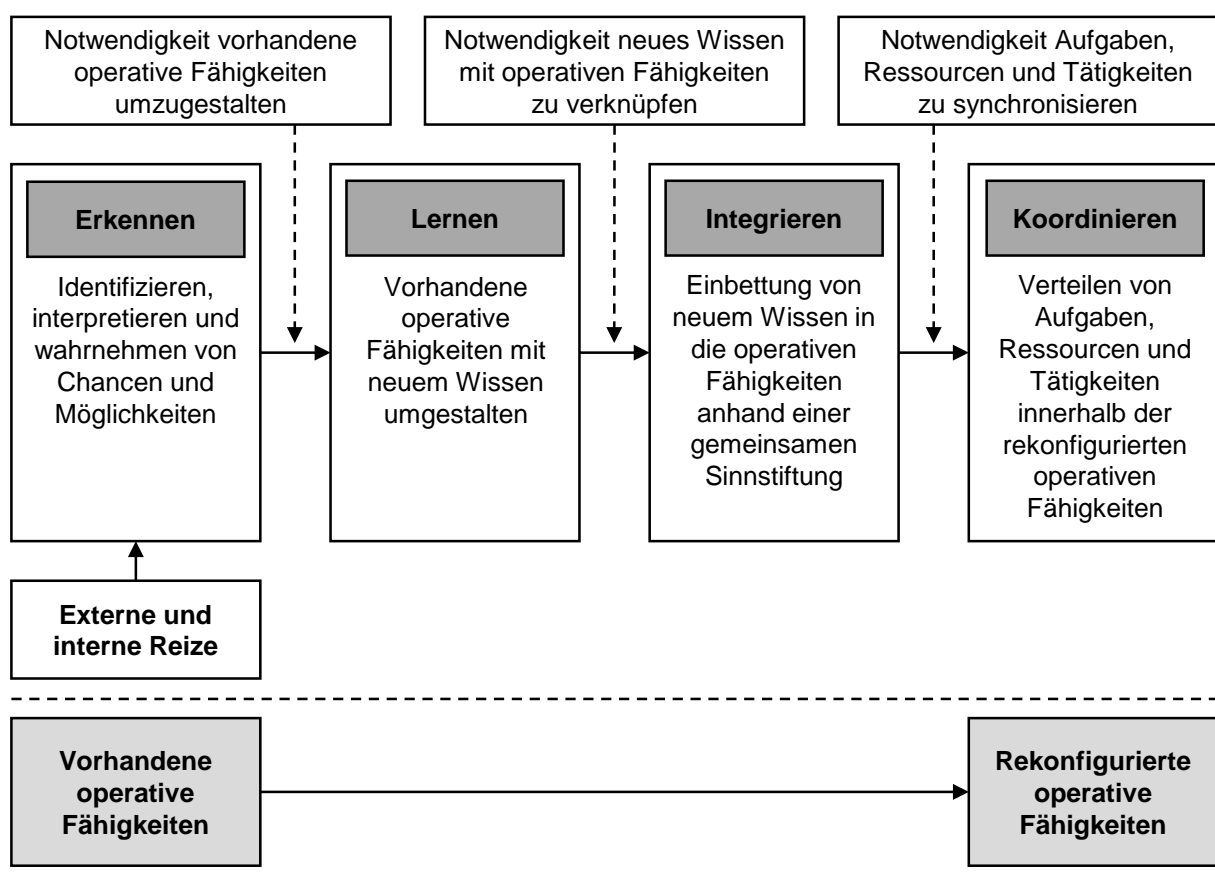 Notwendigkeit vorhandene
operative Fähigkeiten
umzugestalten
Notwendigkeit neues Wissen
mit operativen Fähigkeiten
zu verknüpfen
Notwendigkeit Aufgaben,
Ressourcen und Tätigkeiten
zu synchronisieren
Erkennen
Identifizieren,
interpretieren und
wahrnehmen von
Chancen und
Möglichkeiten
Lernen
Vorhandene
operative
Fähigkeiten mit
neuem Wissen
umgestalten
Integrieren
Einbettung von
neuem Wissen in
die operativen
Fähigkeiten
anhand einer
gemeinsamen
Sinnstiftung
Koordinieren
Verteilen von
Aufgaben,
Ressourcen und
Tätigkeiten
innerhalb der
rekonfigurierten
operativen
Fähigkeiten
Externe und
interne Reize
Vorhandene
operative
Fähigkeiten
Rekonfigurierte
operative
Fähigkeiten